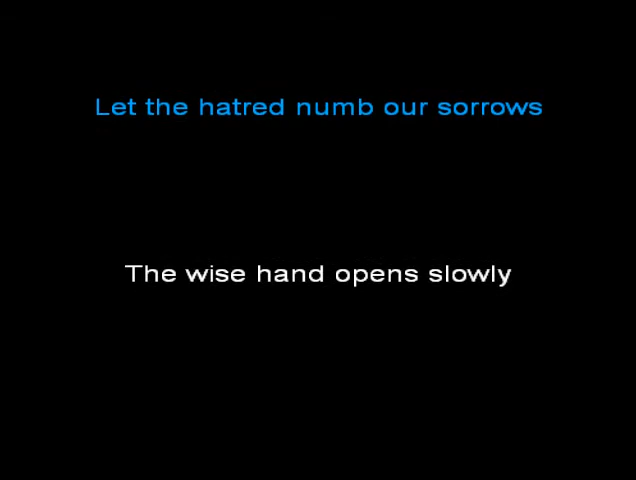 Let the hatred numb our sorrows
The wise hand opens slowly